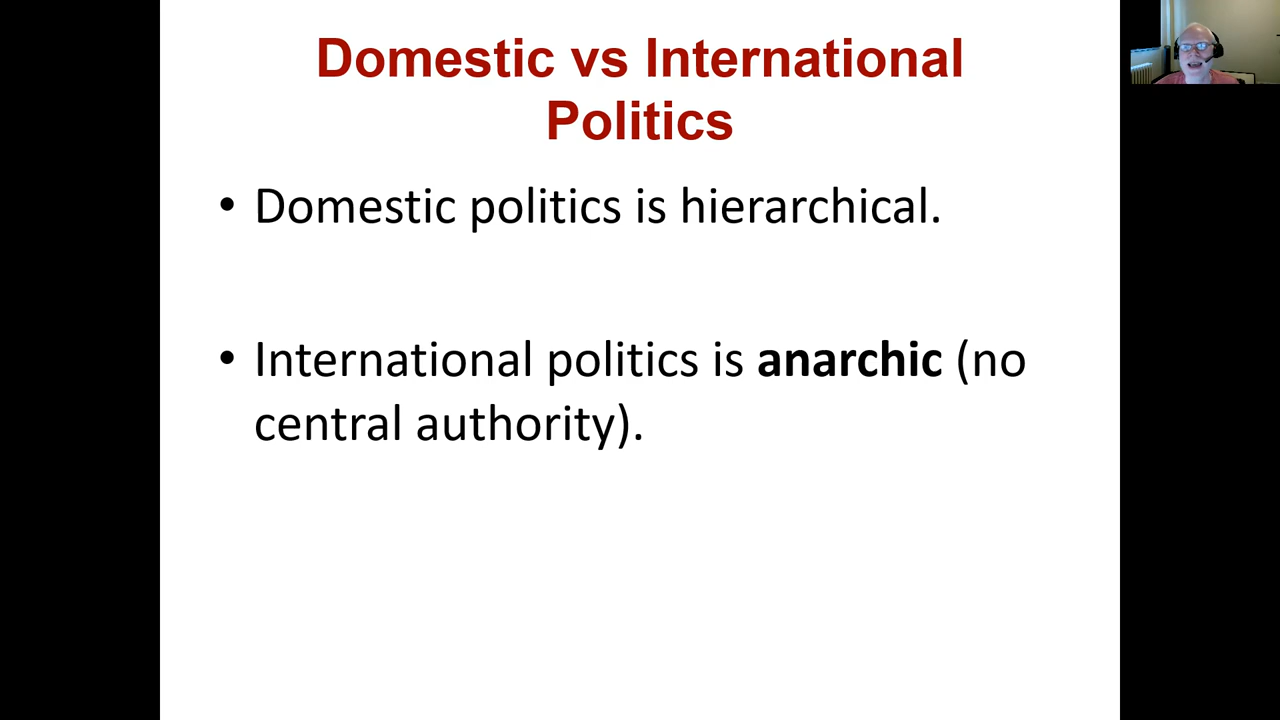 Domestic vs International
Politics
• Domestic politics is hierarchical.
• International politics is anarchic (no
central authority).